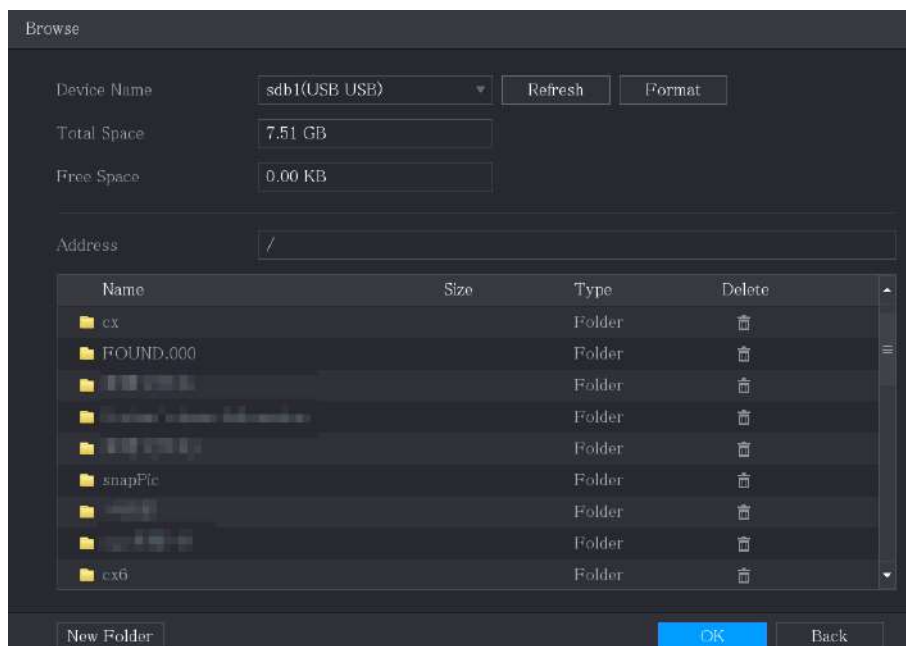 Browse
Device Name sdb1(USB USB) Refresh Format
Total Space 7.51 GB
Free Space 0.00 KB
Address /
Name Size Type Delete
cx Folder
FOUND.000 Folder
Folder
Folder
Folder
snapPic Folder
Folder
Folder
cx6 Folder
New Folder OK Back